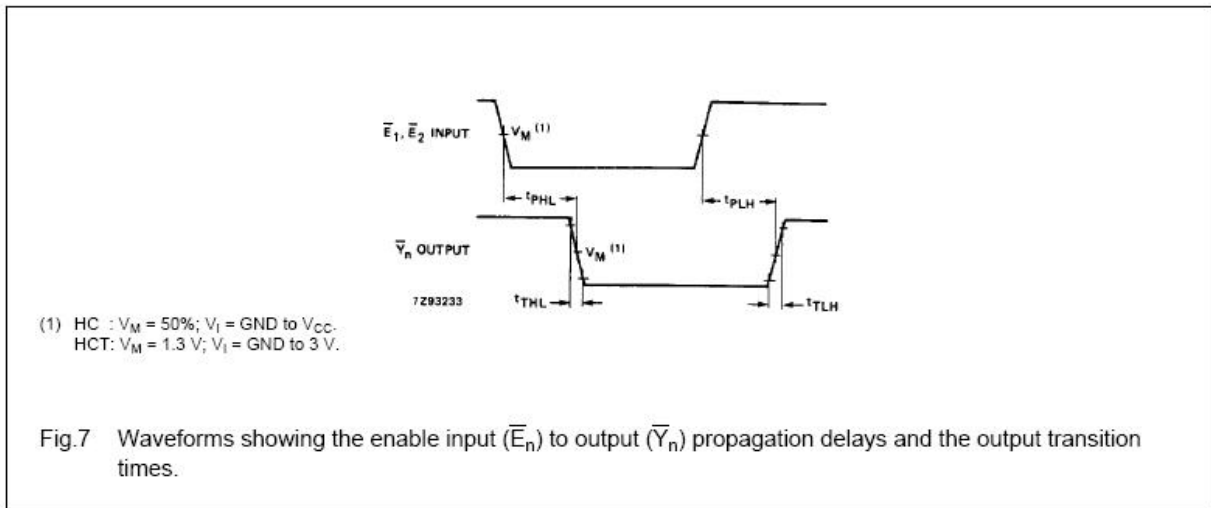 E̅1, E̅2 INPUT
VM (1)
tPHL
tPLH
Y̅n OUTPUT
VM (1)
7Z93233
tTHL
tTLH
(1) HC : VM = 50%; VI = GND to VCC.
HCT: VM = 1.3 V; VI = GND to 3 V.
Fig.7 Waveforms showing the enable input (E̅n) to output (Y̅n) propagation delays and the output transition
times.